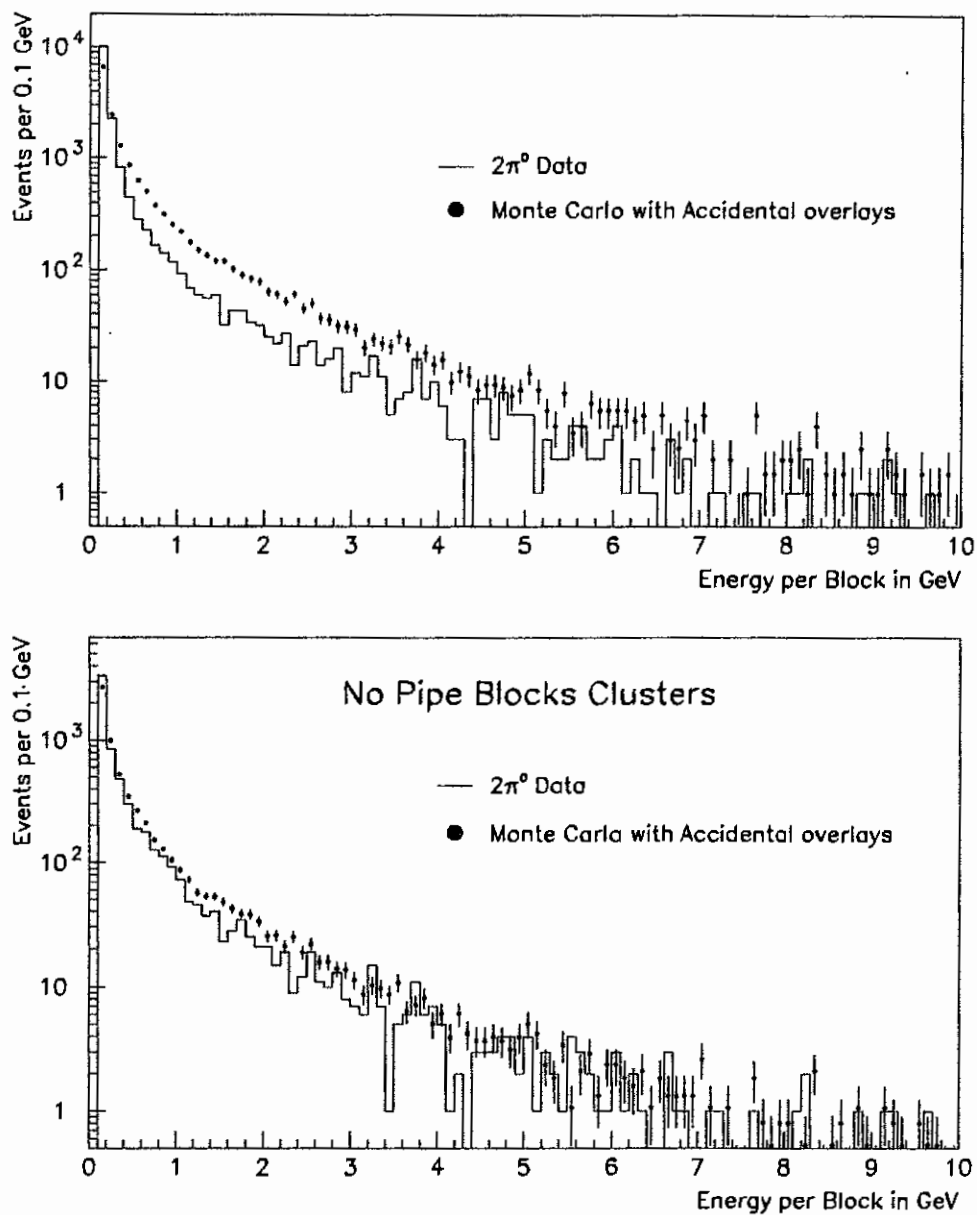 Events per 0.1 GeV
10⁴
10³
10²
10
1
2π⁰ Data
Monte Carlo with Accidental overlays
0 1 2 3 4 5 6 7 8 9 10
Energy per Block in GeV
Events per 0.1 GeV
10³
10²
10
1
No Pipe Blocks Clusters
2π⁰ Data
Monte Carla with Accidental overlays
0 1 2 3 4 5 6 7 8 9 10
Energy per Block in GeV